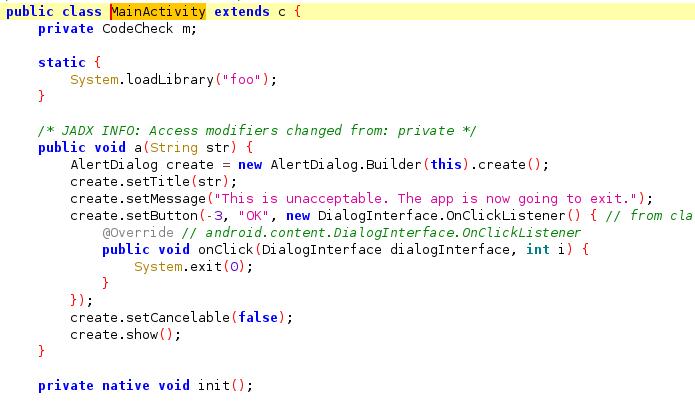 public class MainActivity extends c {
    private CodeCheck m;

    static {
        System.loadLibrary("foo");
    }

    /* JADX INFO: Access modifiers changed from: private */
    public void a(String str) {
        AlertDialog create = new AlertDialog.Builder(this).create();
        create.setTitle(str);
        create.setMessage("This is unacceptable. The app is now going to exit.");
        create.setButton(-3, "OK", new DialogInterface.OnClickListener() { // from cla
            @Override // android.content.DialogInterface.OnClickListener
            public void onClick(DialogInterface dialogInterface, int i) {
                System.exit(0);
            }
        });
        create.setCancelable(false);
        create.show();
    }

    private native void init();